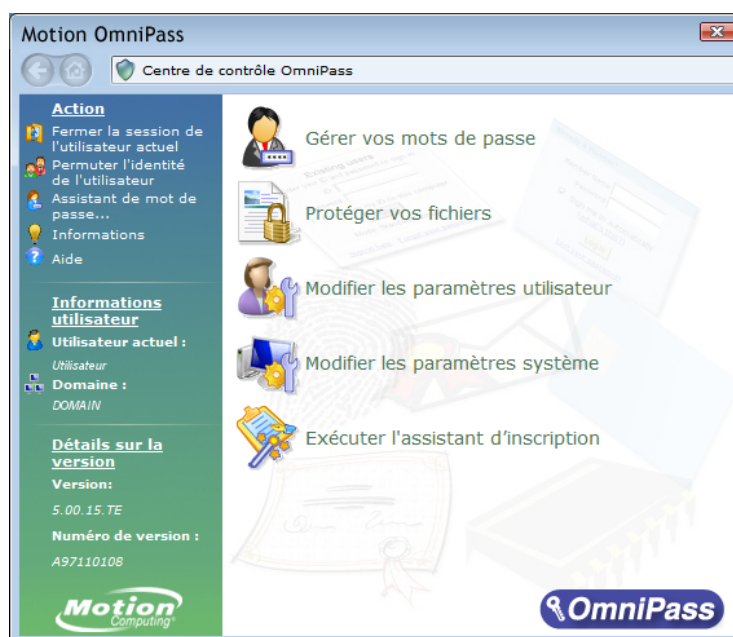 Motion OmniPass
Centre de contrôle OmniPass
Action
Fermer la session de
l'utilisateur actuel
Permuter l'identité
de l'utilisateur
Assistant de mot de
passe...
Informations
Aide
Informations
utilisateur
Utilisateur actuel :
Utilisateur
Domaine :
DOMAIN
Détails sur la
version
Version:
5.00.15.TE
Numéro de version :
A97110108
Motion
Computing
Gérer vos mots de passe
Existing users
Protéger vos fichiers
Modifier les paramètres utilisateur
Modifier les paramètres système
Exécuter l'assistant d'inscription
OmniPass